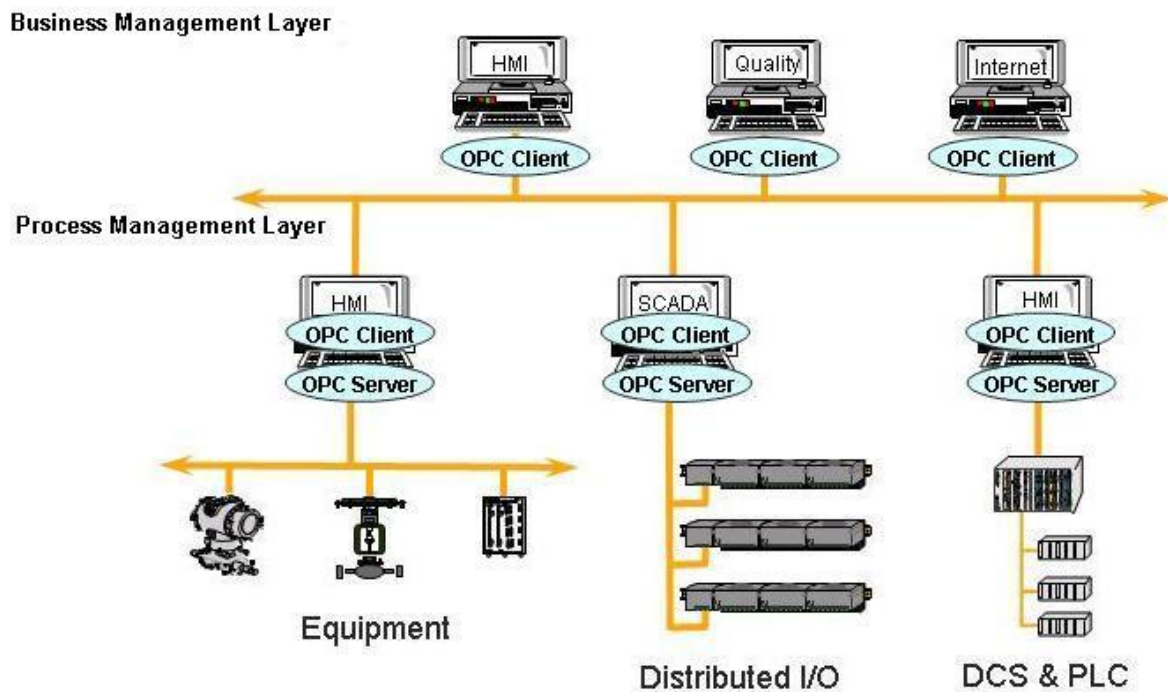 Business Management Layer
HMI
Quality
Internet
OPC Client
OPC Client
OPC Client
Process Management Layer
HMI
SCADA
HMI
OPC Client
OPC Client
OPC Client
OPC Server
OPC Server
OPC Server
Equipment
Distributed I/O
DCS & PLC